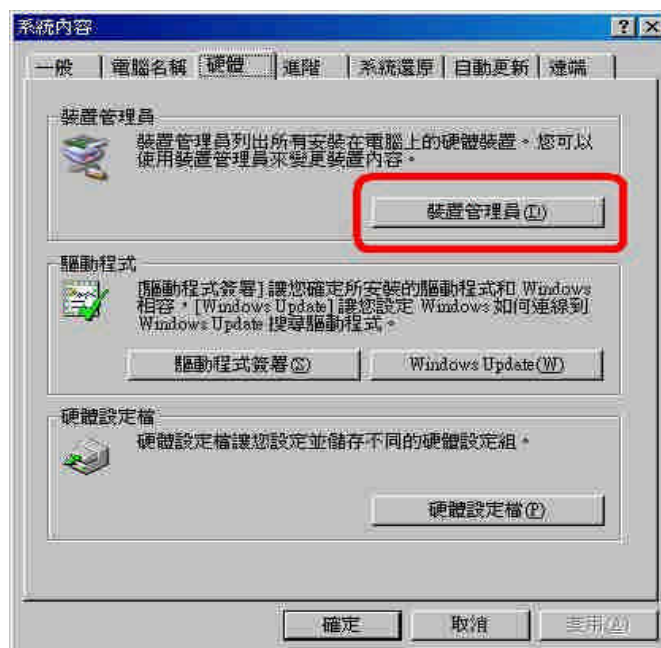 系統內容
一般 電腦名稱 硬體 進階 系統還原 自動更新 遠端
裝置管理員
裝置管理員列出所有安裝在電腦上的硬體裝置。您可以
使用裝置管理員來變更裝置內容。
裝置管理員(D)
驅動程式
[驅動程式簽署] 讓您確定所安裝的驅動程式和 Windows
相容，[Windows Update] 讓您設定 Windows 如何連線到
Windows Update 搜尋驅動程式。
驅動程式簽署(S) Windows Update(W)
硬體設定檔
硬體設定檔讓您設定並儲存不同的硬體設定組。
硬體設定檔(P)
確定 取消 套用(A)